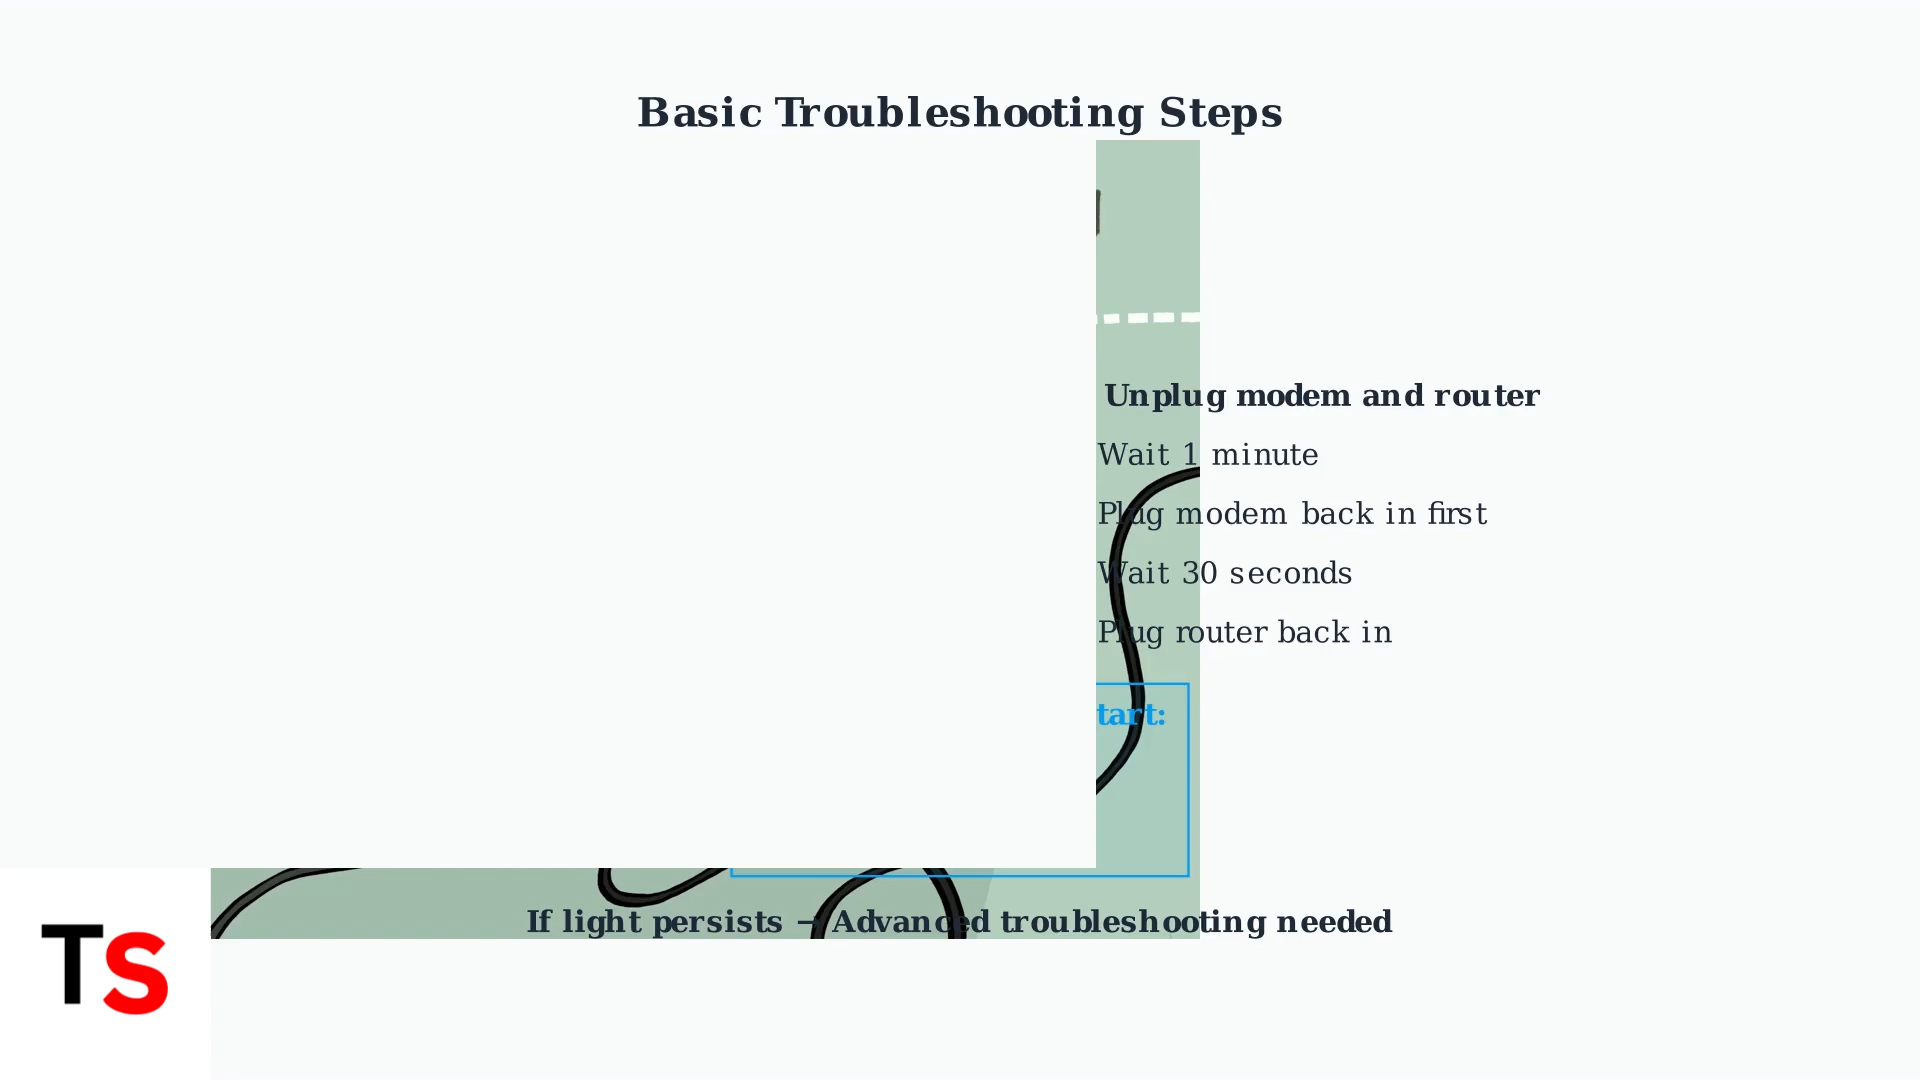 Basic Troubleshooting Steps
Unplug modem and router
Wait 1 minute
Plug modem back in first
Wait 30 seconds
Plug router back in
tart:
If light persists → Advanced troubleshooting needed
TS